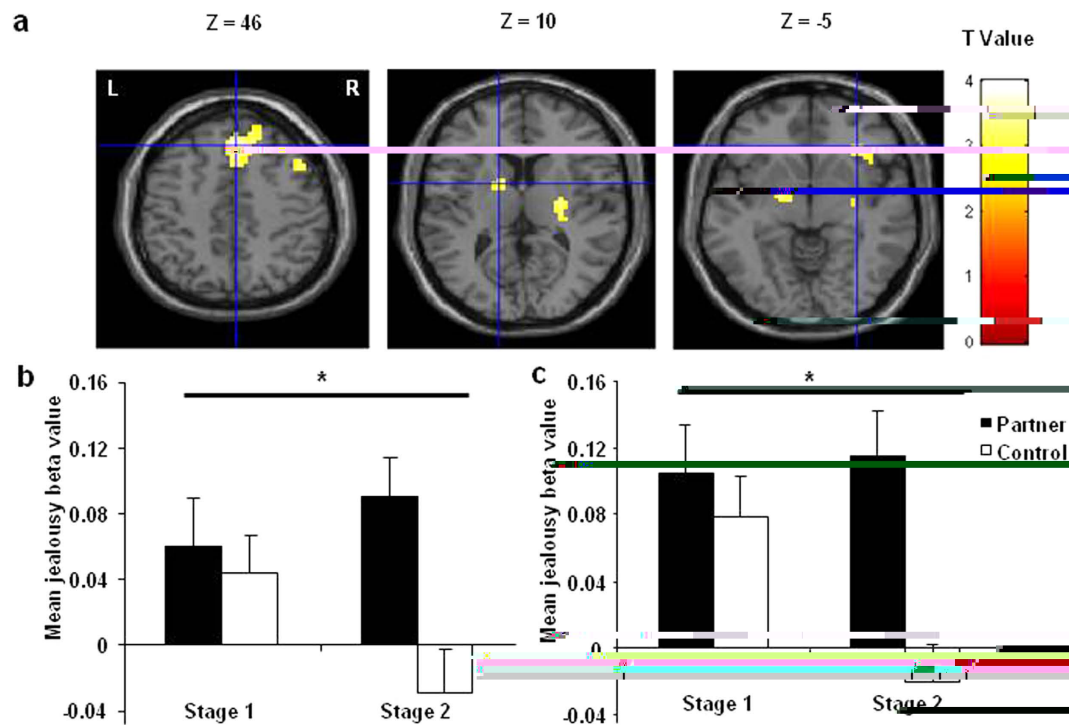 a
Z = 46
Z = 10
Z = -5
T Value
L
R
4
3
2
1
0
b
*
Mean jealousy beta value
0.16
0.12
0.08
0.04
0
-0.04
Stage 1
Stage 2
c
*
Mean jealousy beta value
0.16
0.12
0.08
0.04
0
-0.04
Stage 1
Stage 2
Partner
Control